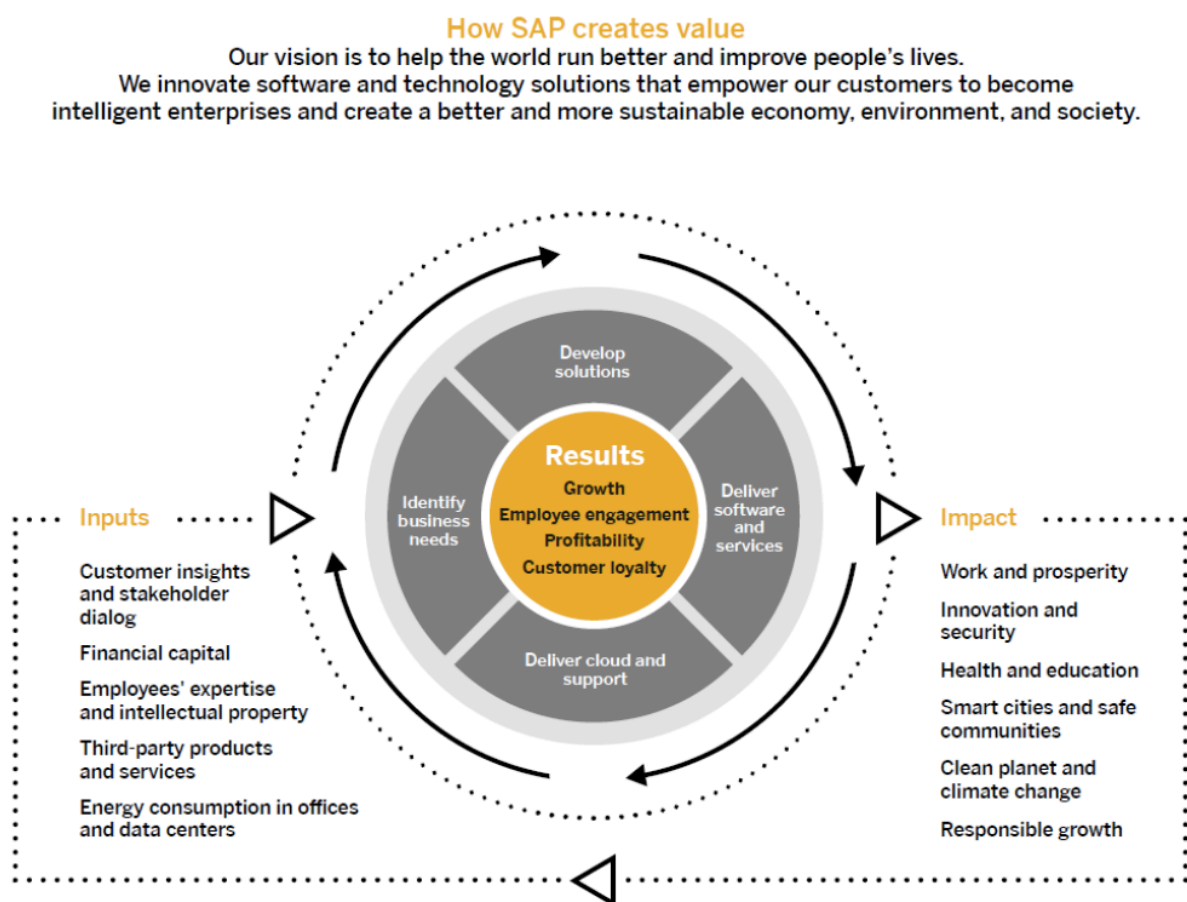 How SAP creates value
Our vision is to help the world run better and improve people's lives.
We innovate software and technology solutions that empower our customers to become
intelligent enterprises and create a better and more sustainable economy, environment, and society.
Develop
solutions
Identify
business
needs
Results
Growth
Employee engagement
Profitability
Customer loyalty
Deliver
software
and
services
Deliver cloud and
support
Inputs
Customer insights
and stakeholder
dialog
Financial capital
Employees' expertise
and intellectual property
Third-party products
and services
Energy consumption in offices
and data centers
Impact
Work and prosperity
Innovation and
security
Health and education
Smart cities and safe
communities
Clean planet and
climate change
Responsible growth